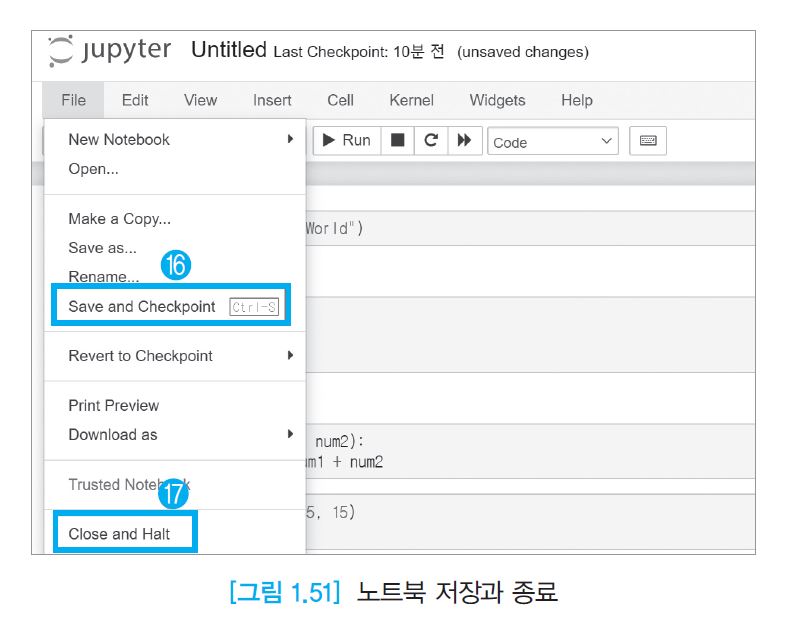 jupyter Untitled Last Checkpoint: 10분 전 (unsaved changes)
File Edit View Insert Cell Kernel Widgets Help
New Notebook
Run
Code
Open...
Make a Copy...
World")
Save as...
16
Rename...
Save and Checkpoint Ctrl-S
Revert to Checkpoint
Print Preview
Download as
num2):
um1 + num2
Trusted Notebook
17
5, 15)
Close and Halt
[그림 1.51] 노트북 저장과 종료